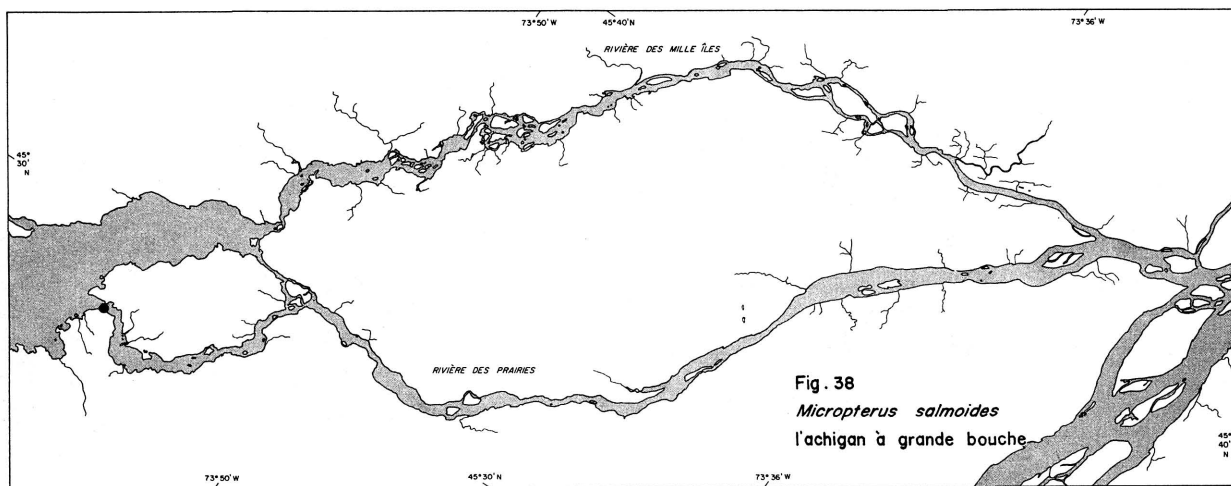 73° 50' W
45° 40' N
73° 36' W
RIVIÈRE DES MILLE ÎLES
45°
30'
N
RIVIÈRE DES PRAIRIES
Fig. 38
Micropterus salmoides
l'achigan à grande bouche
45°
40'
N
73° 50' W
45° 30' N
73° 36' W